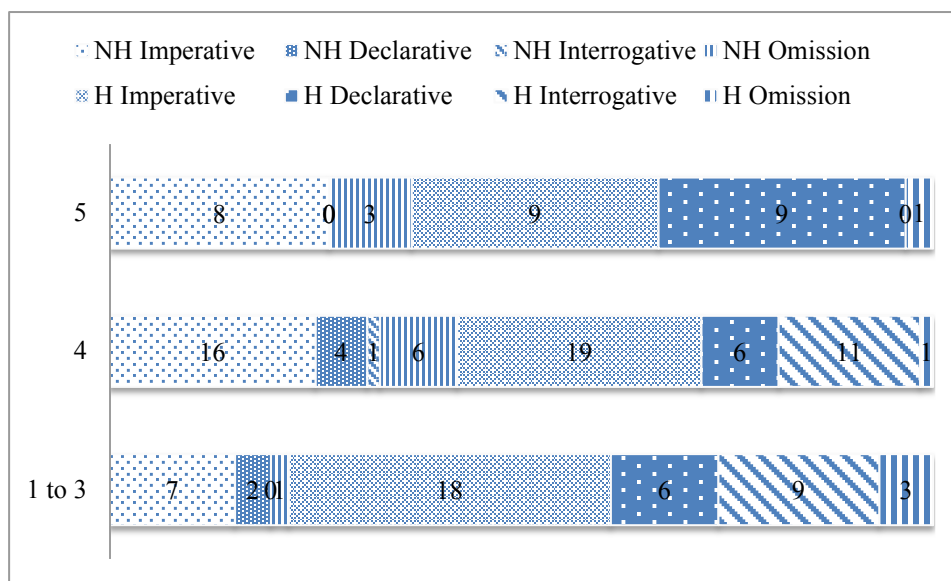 NH Imperative NH Declarative NH Interrogative NH Omission
H Imperative H Declarative H Interrogative H Omission
5 8 0 3 9 9 0 1
4 16 4 1 6 19 6 11 1
1 to 3 7 2 0 1 18 6 9 3